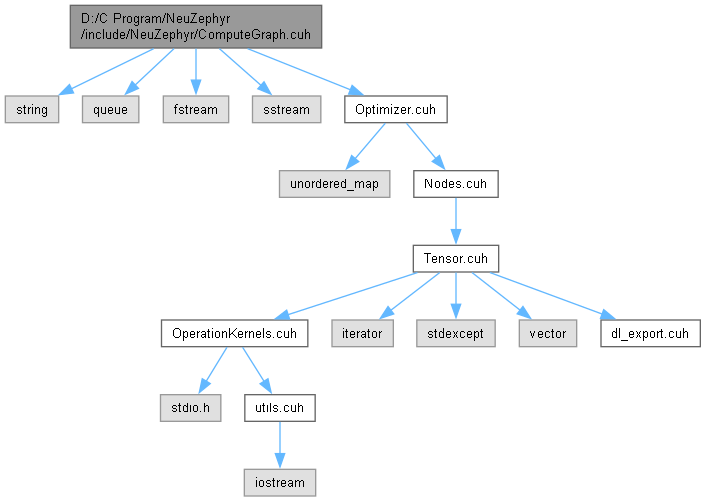 D:/C Program/NeuZephyr
/include/NeuZephyr/ComputeGraph.cuh
string
queue
fstream
sstream
Optimizer.cuh
unordered_map
Nodes.cuh
Tensor.cuh
OperationKernels.cuh
iterator
stdexcept
vector
dl_export.cuh
stdio.h
utils.cuh
iostream